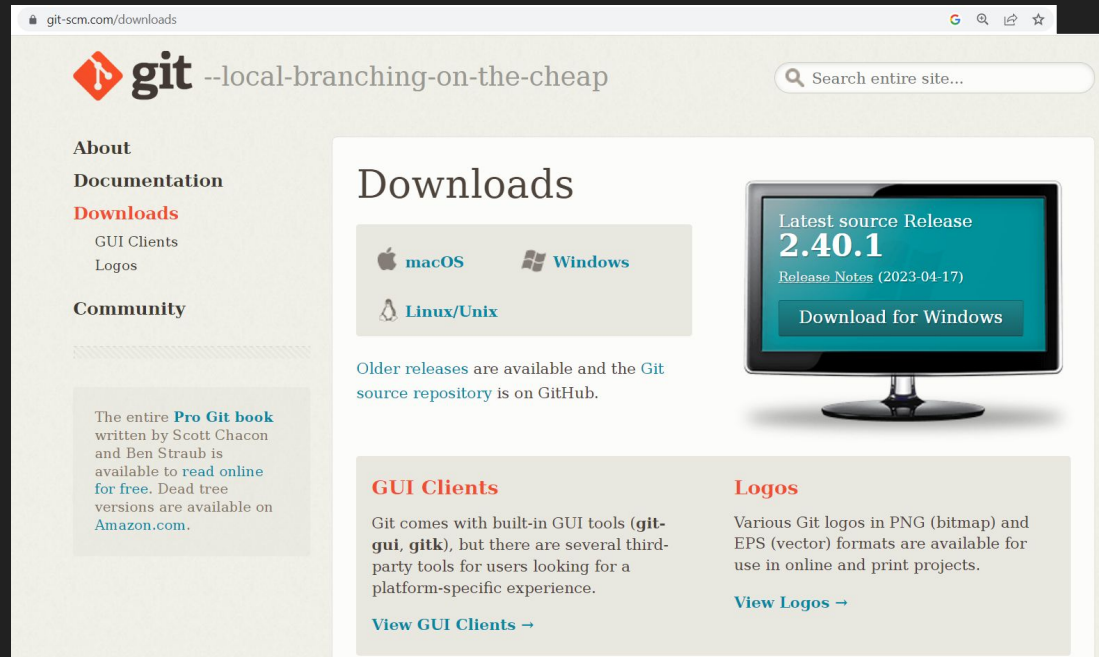 git-scm.com/downloads
git --local-branching-on-the-cheap
Search entire site...
About
Documentation
Downloads
GUI Clients
Logos
Community
The entire Pro Git book
written by Scott Chacon
and Ben Straub is
available to read online
for free. Dead tree
versions are available on
Amazon.com.
Downloads
macOS
Windows
Linux/Unix
Older releases are available and the Git
source repository is on GitHub.
Latest source Release
2.40.1
Release Notes (2023-04-17)
Download for Windows
GUI Clients
Git comes with built-in GUI tools (git-
gui, gitk), but there are several third-
party tools for users looking for a
platform-specific experience.
View GUI Clients →
Logos
Various Git logos in PNG (bitmap) and
EPS (vector) formats are available for
use in online and print projects.
View Logos →